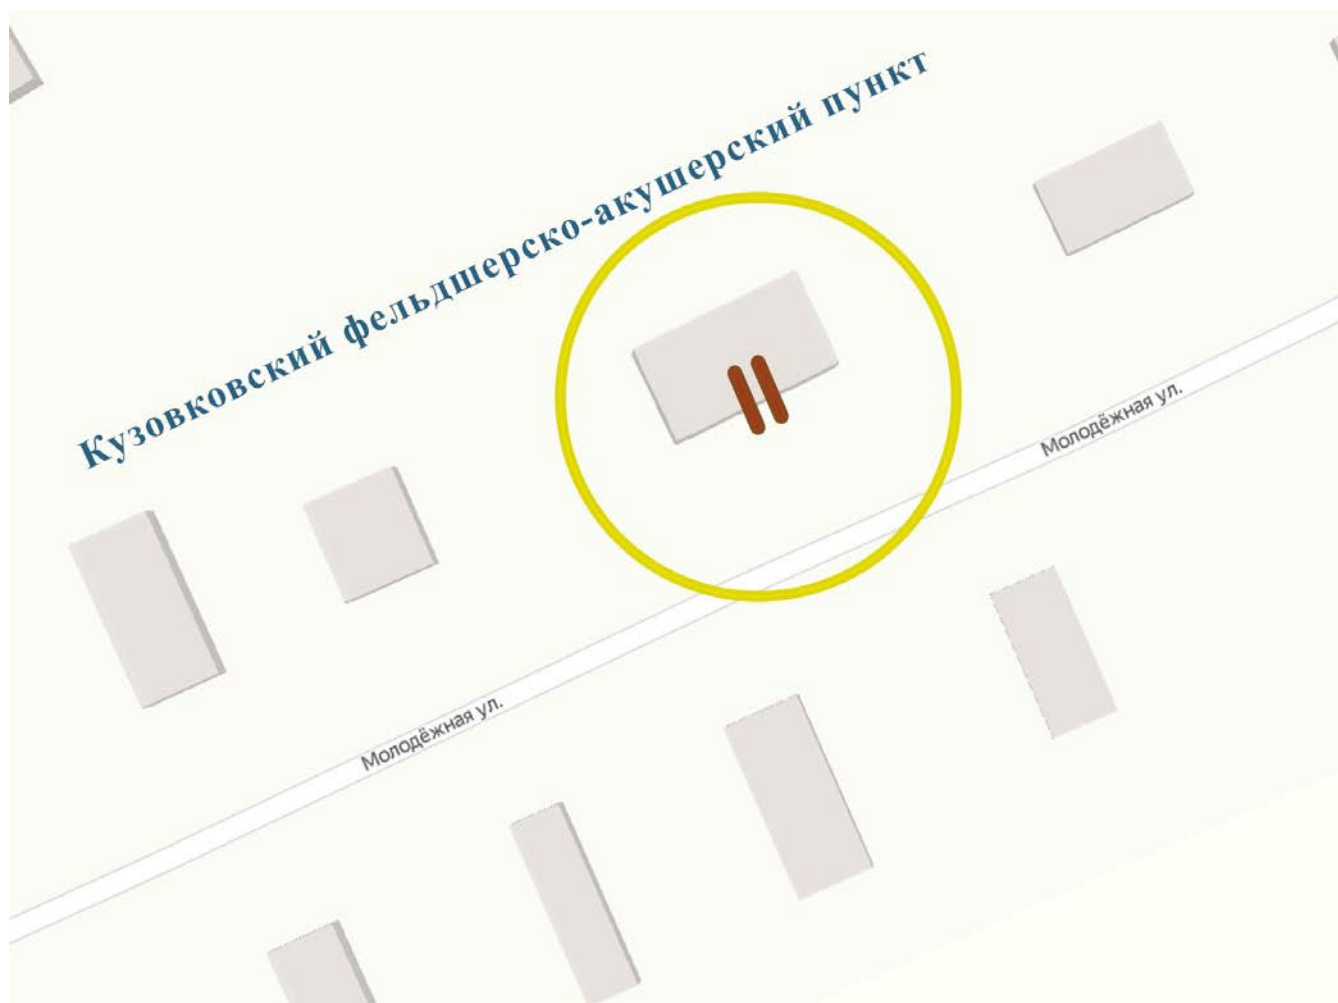 Кузовковский фельдшерско-акушерский пункт
Молодёжная ул.
Молодёжная ул.